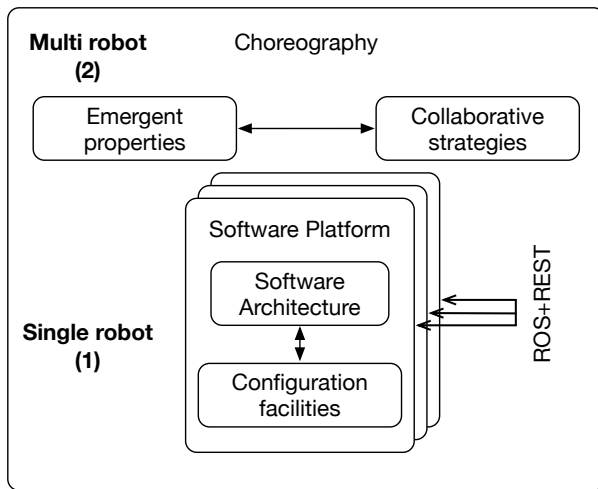 Multi robot
(2)
Choreography
Emergent
properties
Collaborative
strategies
Software Platform
Software
Architecture
Single robot
(1)
Configuration
facilities
ROS+REST